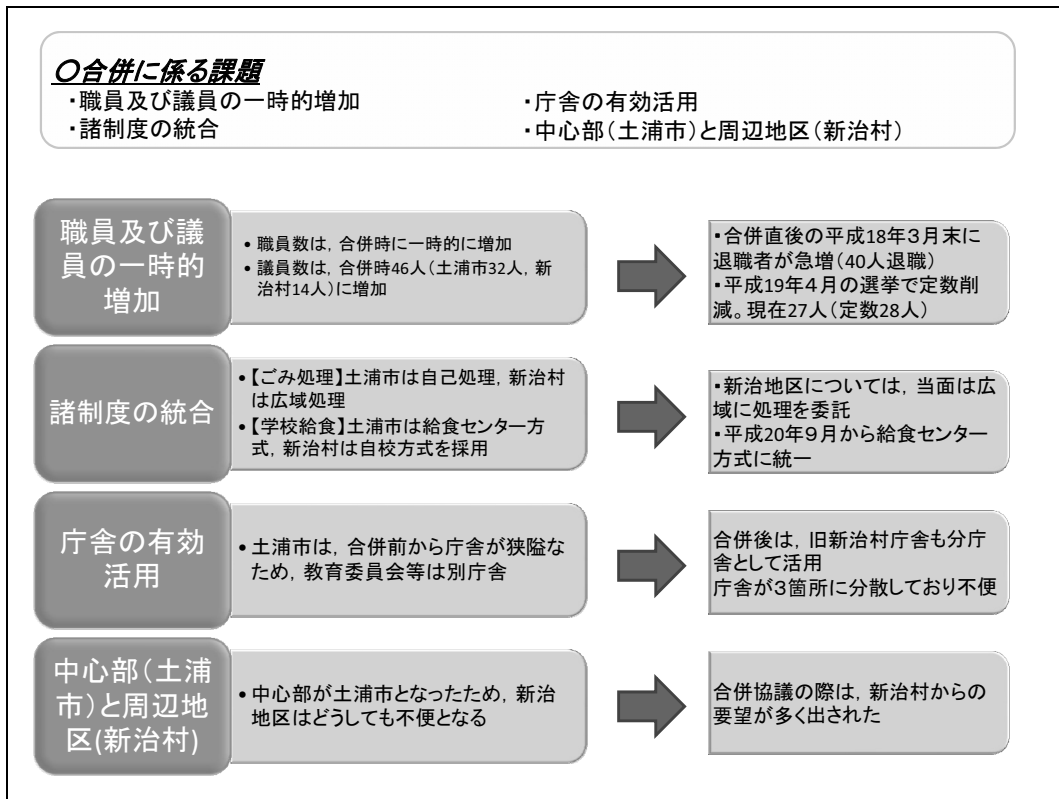 ○合併に係る課題
・職員及び議員の一時的増加
・諸制度の統合
・庁舎の有効活用
・中心部(土浦市)と周辺地区(新治村)
職員及び議
員の一時的
増加
• 職員数は，合併時に一時的に増加
• 議員数は，合併時46人(土浦市32人，新
治村14人)に増加
・合併直後の平成18年３月末に
退職者が急増(40人退職)
・平成19年４月の選挙で定数削
減。現在27人(定数28人)
諸制度の統合
• 【ごみ処理】土浦市は自己処理，新治村
は広域処理
• 【学校給食】土浦市は給食センター方
式，新治村は自校方式を採用
・新治地区については，当面は広
域に処理を委託
・平成20年９月から給食センター
方式に統一
庁舎の有効
活用
• 土浦市は，合併前から庁舎が狭隘な
ため，教育委員会等は別庁舎
合併後は，旧新治村庁舎も分庁
舎として活用
庁舎が３箇所に分散しており不便
中心部(土浦
市)と周辺地
区(新治村)
• 中心部が土浦市となったため，新治
地区はどうしても不便となる
合併協議の際は，新治村からの
要望が多く出された